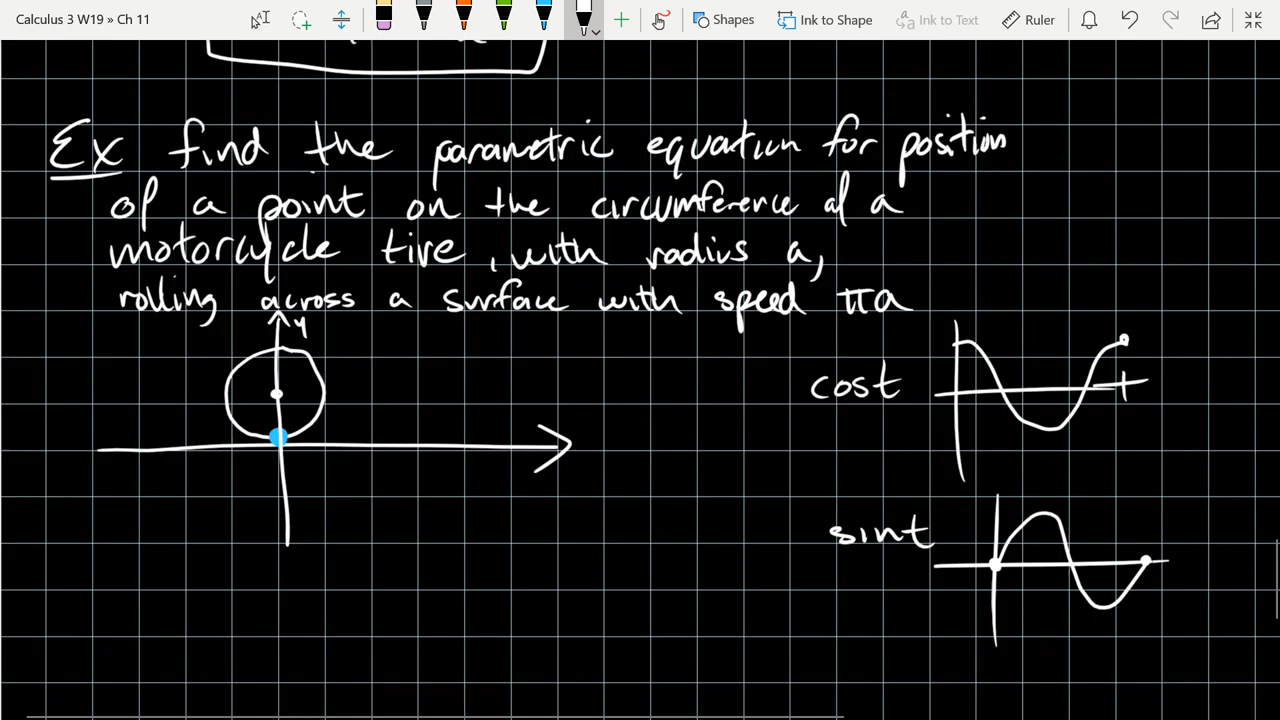 Calculus 3 W19 » Ch 11
Shapes
Ink to Shape
Ink to Text
Ruler
Ex find the parametric equation for position
of a point on the circumference of a
motorcycle tire, with radius a,
rolling across a surface with speed πa
y
cost
sint